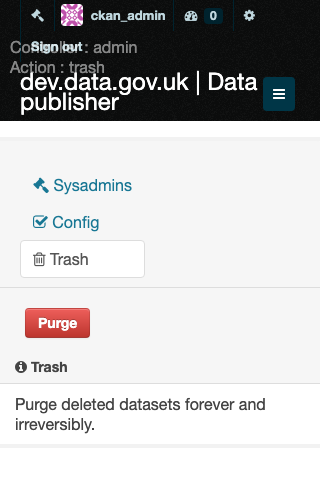 ckan_admin 0
Sign out
Controller : admin
Action : trash
dev.data.gov.uk | Data
publisher
Sysadmins
Config
Trash
Purge
Trash
Purge deleted datasets forever and
irreversibly.